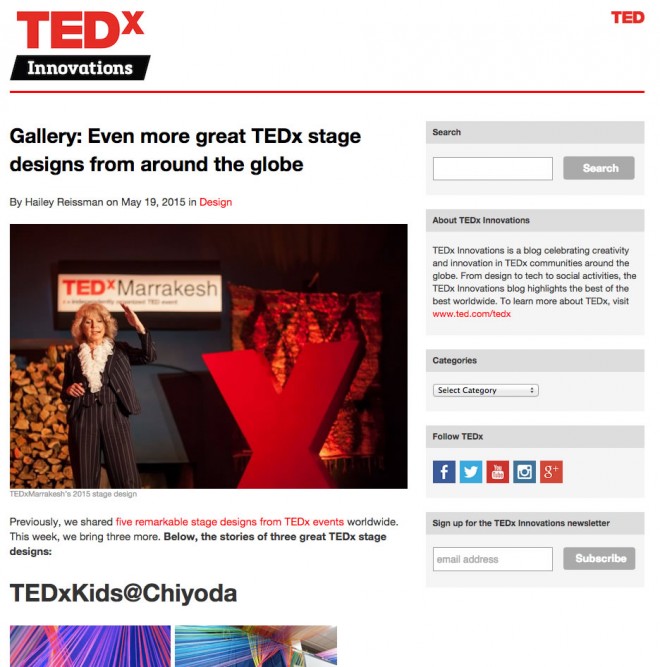 TEDx
Innovations
TED
Gallery: Even more great TEDx stage
designs from around the globe
By Hailey Reissman on May 19, 2015 in Design
TEDxMarrakesh
x = independently organized TED event
TEDxMarrakesh's 2015 stage design
Previously, we shared five remarkable stage designs from TEDx events worldwide.
This week, we bring three more. Below, the stories of three great TEDx stage
designs:
TEDxKids@Chiyoda
Search
Search
About TEDx Innovations
TEDx Innovations is a blog celebrating creativity
and innovation in TEDx communities around the
globe. From design to tech to social activities, the
TEDx Innovations blog highlights the best of the
best worldwide. To learn more about TEDx, visit
www.ted.com/tedx
Categories
Select Category
Follow TEDx
f
You
Tube
g+
Sign up for the TEDx Innovations newsletter
email address
Subscribe